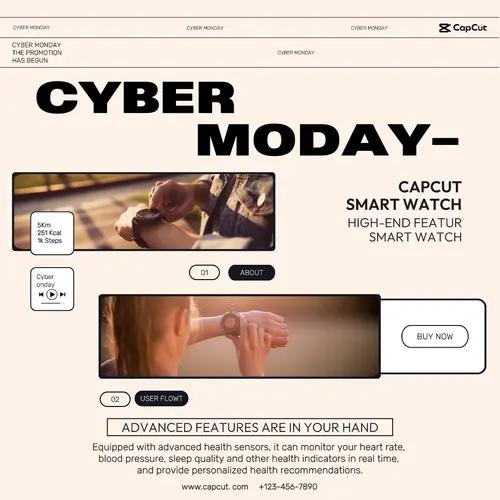 CYBER MONDAY
CYBER MONDAY
CYBER MONDAY
CapCut
CYBER MONDAY
THE PROMOTION
HAS BEGUN
CYBER MONDAY
CYBER
MODAY–
CAPCUT
SMART WATCH
HIGH-END FEATUR
SMART WATCH
5Km
251 Kcal
1k Steps
01
ABOUT
Cyber
onday
BUY NOW
02
USER FLOWT
ADVANCED FEATURES ARE IN YOUR HAND
Equipped with advanced health sensors, it can monitor your heart rate,
blood pressure, sleep quality and other health indicators in real time,
and provide personalized health recommendations.
www.capcut. com +123-456-7890